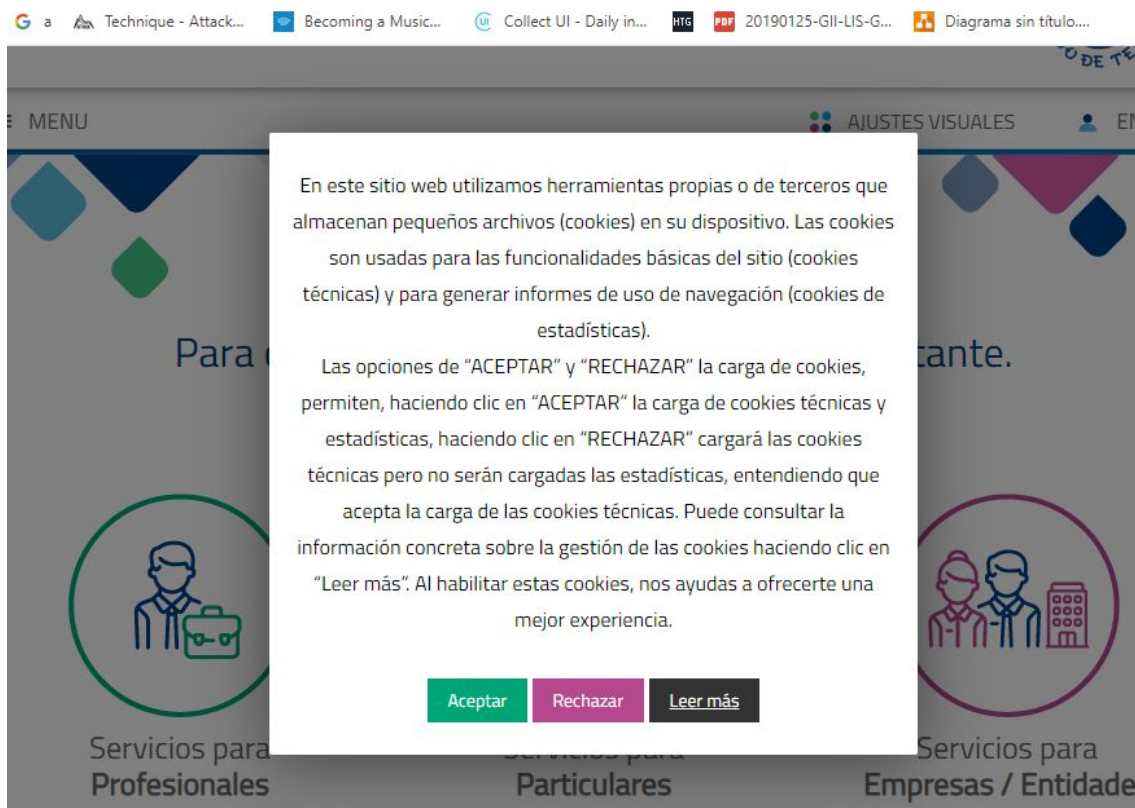 a Technique - Attack... Becoming a Music... Collect UI - Daily in... HTG PDF 20190125-GII-LIS-G... Diagrama sin título....
DE TE
MENU AJUSTES VISUALES EN
En este sitio web utilizamos herramientas propias o de terceros que
almacenan pequeños archivos (cookies) en su dispositivo. Las cookies
son usadas para las funcionalidades básicas del sitio (cookies
técnicas) y para generar informes de uso de navegación (cookies de
estadísticas).
Para tante.
Las opciones de “ACEPTAR” y “RECHAZAR” la carga de cookies,
permiten, haciendo clic en “ACEPTAR” la carga de cookies técnicas y
estadísticas, haciendo clic en “RECHAZAR” cargará las cookies
técnicas pero no serán cargadas las estadísticas, entendiendo que
acepta la carga de las cookies técnicas. Puede consultar la
información concreta sobre la gestión de las cookies haciendo clic en
“Leer más”. Al habilitar estas cookies, nos ayudas a ofrecerte una
mejor experiencia.
Aceptar Rechazar Leer más
Servicios para Servicios para Servicios para
Profesionales Particulares Empresas / Entidade